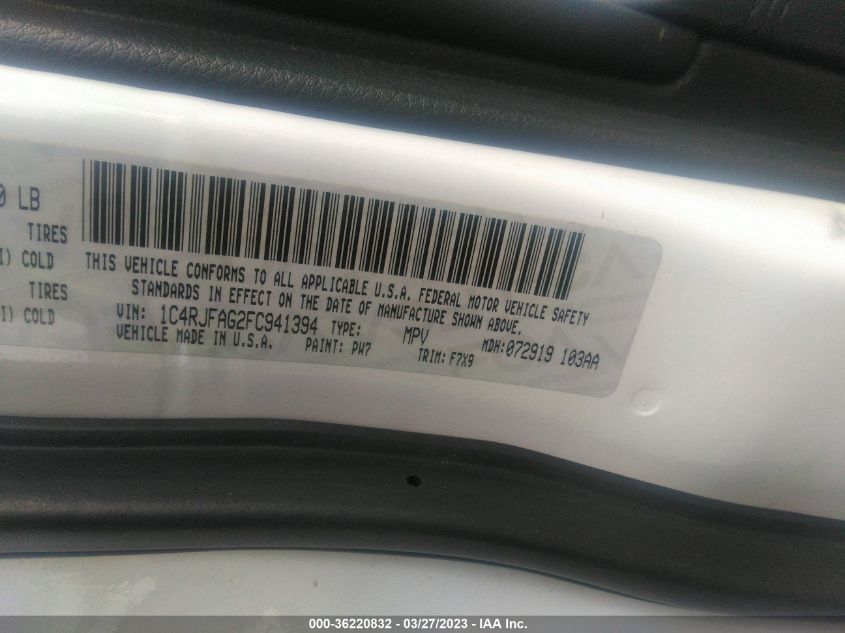 0 LB
TIRES
I) COLD
TIRES
I) COLD
THIS VEHICLE CONFORMS TO ALL APPLICABLE U.S.A. FEDERAL MOTOR VEHICLE SAFETY
STANDARDS IN EFFECT ON THE DATE OF MANUFACTURE SHOWN ABOVE.
VIN: 1C4RJFAG2FC941394 TYPE: MPV MDH:072919 103AA
VEHICLE MADE IN U.S.A. PAINT: PW7 TRIM: F7X9
000-36220832 - 03/27/2023 - IAA Inc.